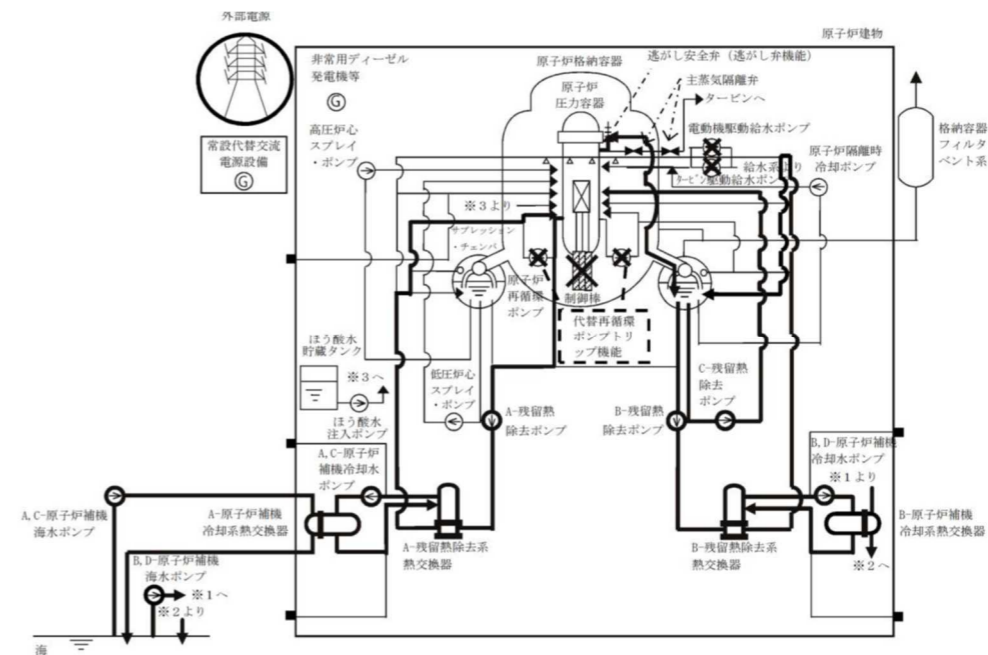 外部電源
原子炉建物
非常用ディーゼル
発電機等
Ⓖ
原子炉格納容器
原子炉
圧力容器
逃がし安全弁（逃がし弁機能）
主蒸気隔離弁
タービンへ
電動機駆動給水ポンプ
給水系より
タービン駆動給水ポンプ
原子炉隔離時
冷却ポンプ
格納容器
フィルタ
ベント系
常設代替交流
電源設備
Ⓖ
高圧炉心
スプレイ
・ポンプ
※3より
サプレッション
・チェンバ
原子炉
再循環
ポンプ
制御棒
代替再循環
ポンプトリ
ップ機能
ほう酸水
貯蔵タンク
※3へ
ほう酸水
注入ポンプ
低圧炉心
スプレイ
・ポンプ
A-残留熱
除去ポンプ
B-残留熱
除去ポンプ
C-残留熱
除去
ポンプ
A,C-原子炉
補機冷却水
ポンプ
B,D-原子炉補機
冷却水ポンプ
※1より
A,C-原子炉補機
海水ポンプ
A-原子炉補機
冷却系熱交換器
A-残留熱除去系
熱交換器
B-残留熱除去系
熱交換器
B-原子炉補機
冷却系熱交換器
※2へ
B,D-原子炉補機
海水ポンプ
※1へ
※2より
海